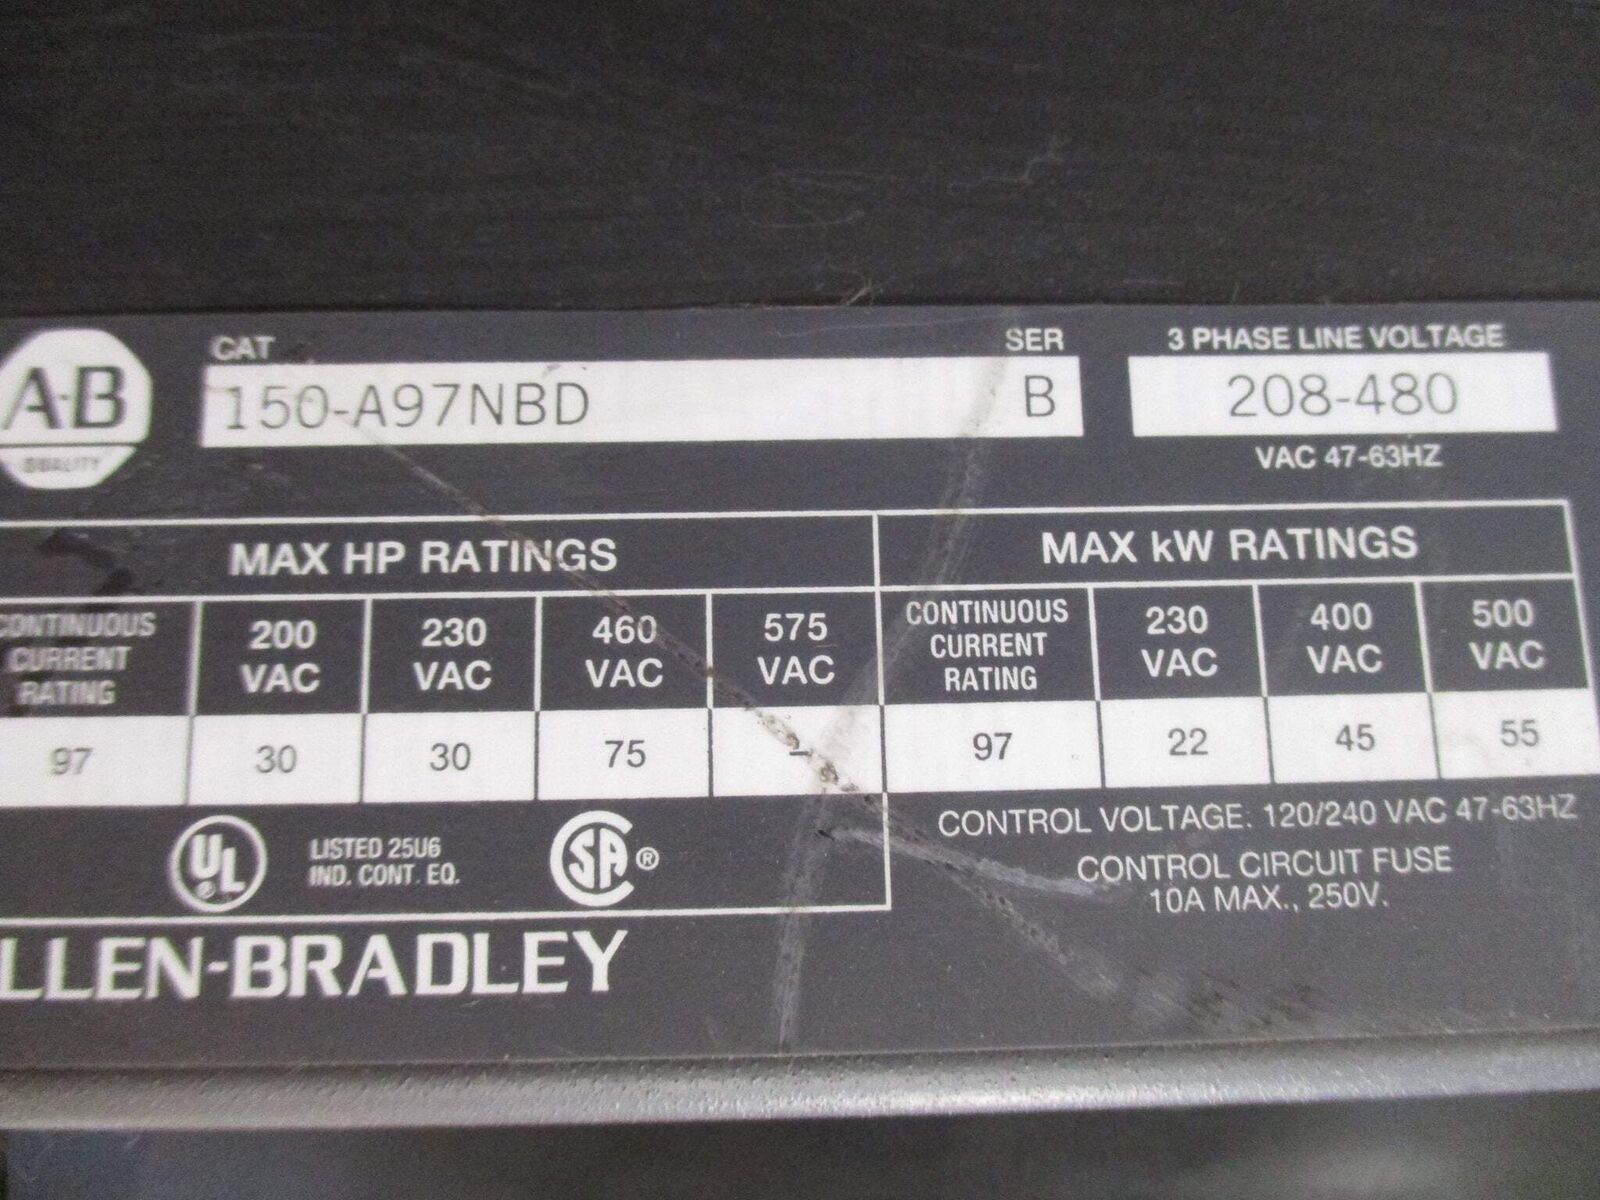 A-B
QUALITY
CAT
150-A97NBD
SER
B
3 PHASE LINE VOLTAGE
208-480
VAC 47-63HZ
MAX HP RATINGS
MAX kW RATINGS
CONTINUOUS CURRENT RATING
200 VAC
230 VAC
460 VAC
575 VAC
CONTINUOUS CURRENT RATING
230 VAC
400 VAC
500 VAC
97
30
30
75
-
97
22
45
55
UL
®
LISTED 25U6
IND. CONT. EQ.
SA
®
CONTROL VOLTAGE: 120/240 VAC 47-63HZ
CONTROL CIRCUIT FUSE
10A MAX., 250V.
LLEN-BRADLEY